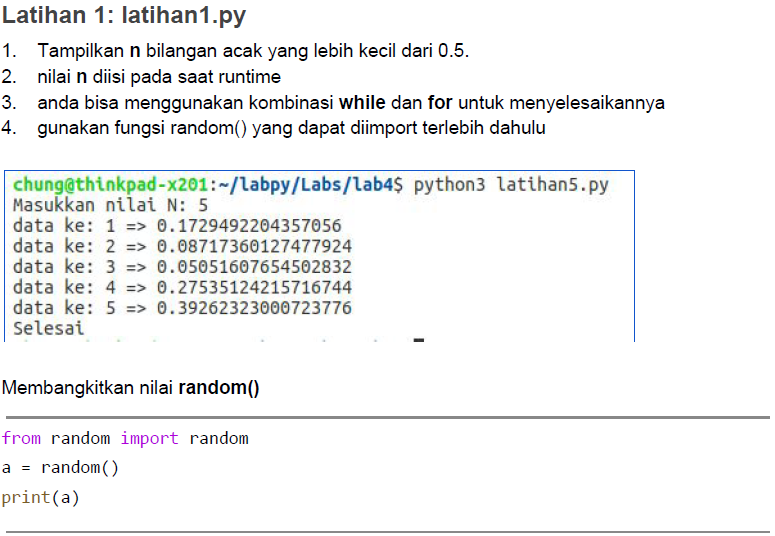 Latihan 1: latihan1.py
1. Tampilkan n bilangan acak yang lebih kecil dari 0.5.
2. nilai n diisi pada saat runtime
3. anda bisa menggunakan kombinasi while dan for untuk menyelesaikannya
4. gunakan fungsi random() yang dapat diimport terlebih dahulu
chung@thinkpad-x201:~/labpy/Labs/lab4$ python3 latihan5.py
Masukkan nilai N: 5
data ke: 1 => 0.1729492204357056
data ke: 2 => 0.08717360127477924
data ke: 3 => 0.05051607654502832
data ke: 4 => 0.27535124215716744
data ke: 5 => 0.39262323000723776
Selesai
Membangkitkan nilai random()
from random import random
a = random()
print(a)